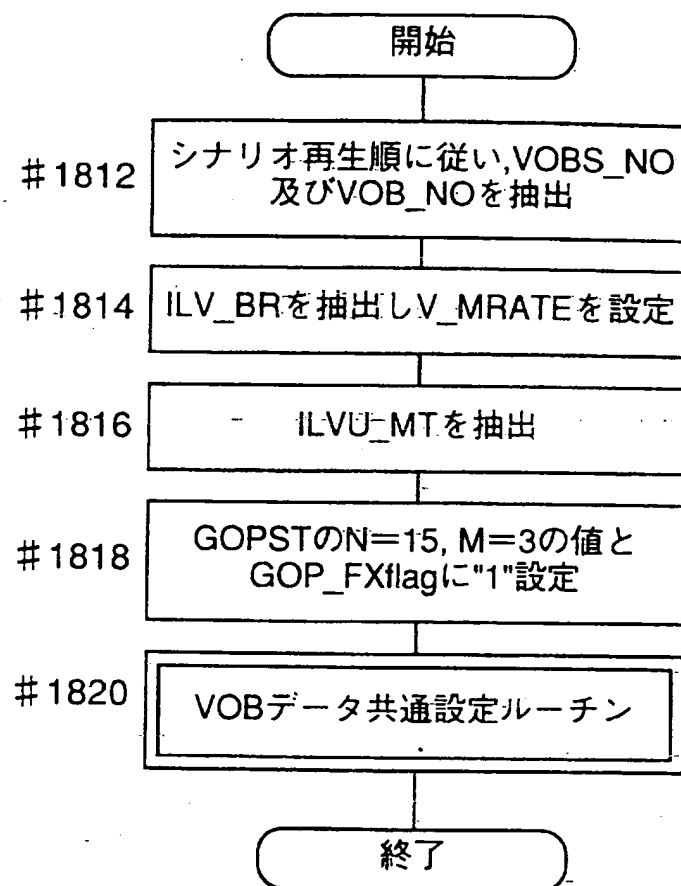 開始
#1812
シナリオ再生順に従い,VOBS_NO
及びVOB_NOを抽出
#1814
ILV_BRを抽出しV_MRATEを設定
#1816
ILVU_MTを抽出
#1818
GOPSTのN=15, M=3の値と
GOP_FXflagに"1"設定
#1820
VOBデータ共通設定ルーチン
終了